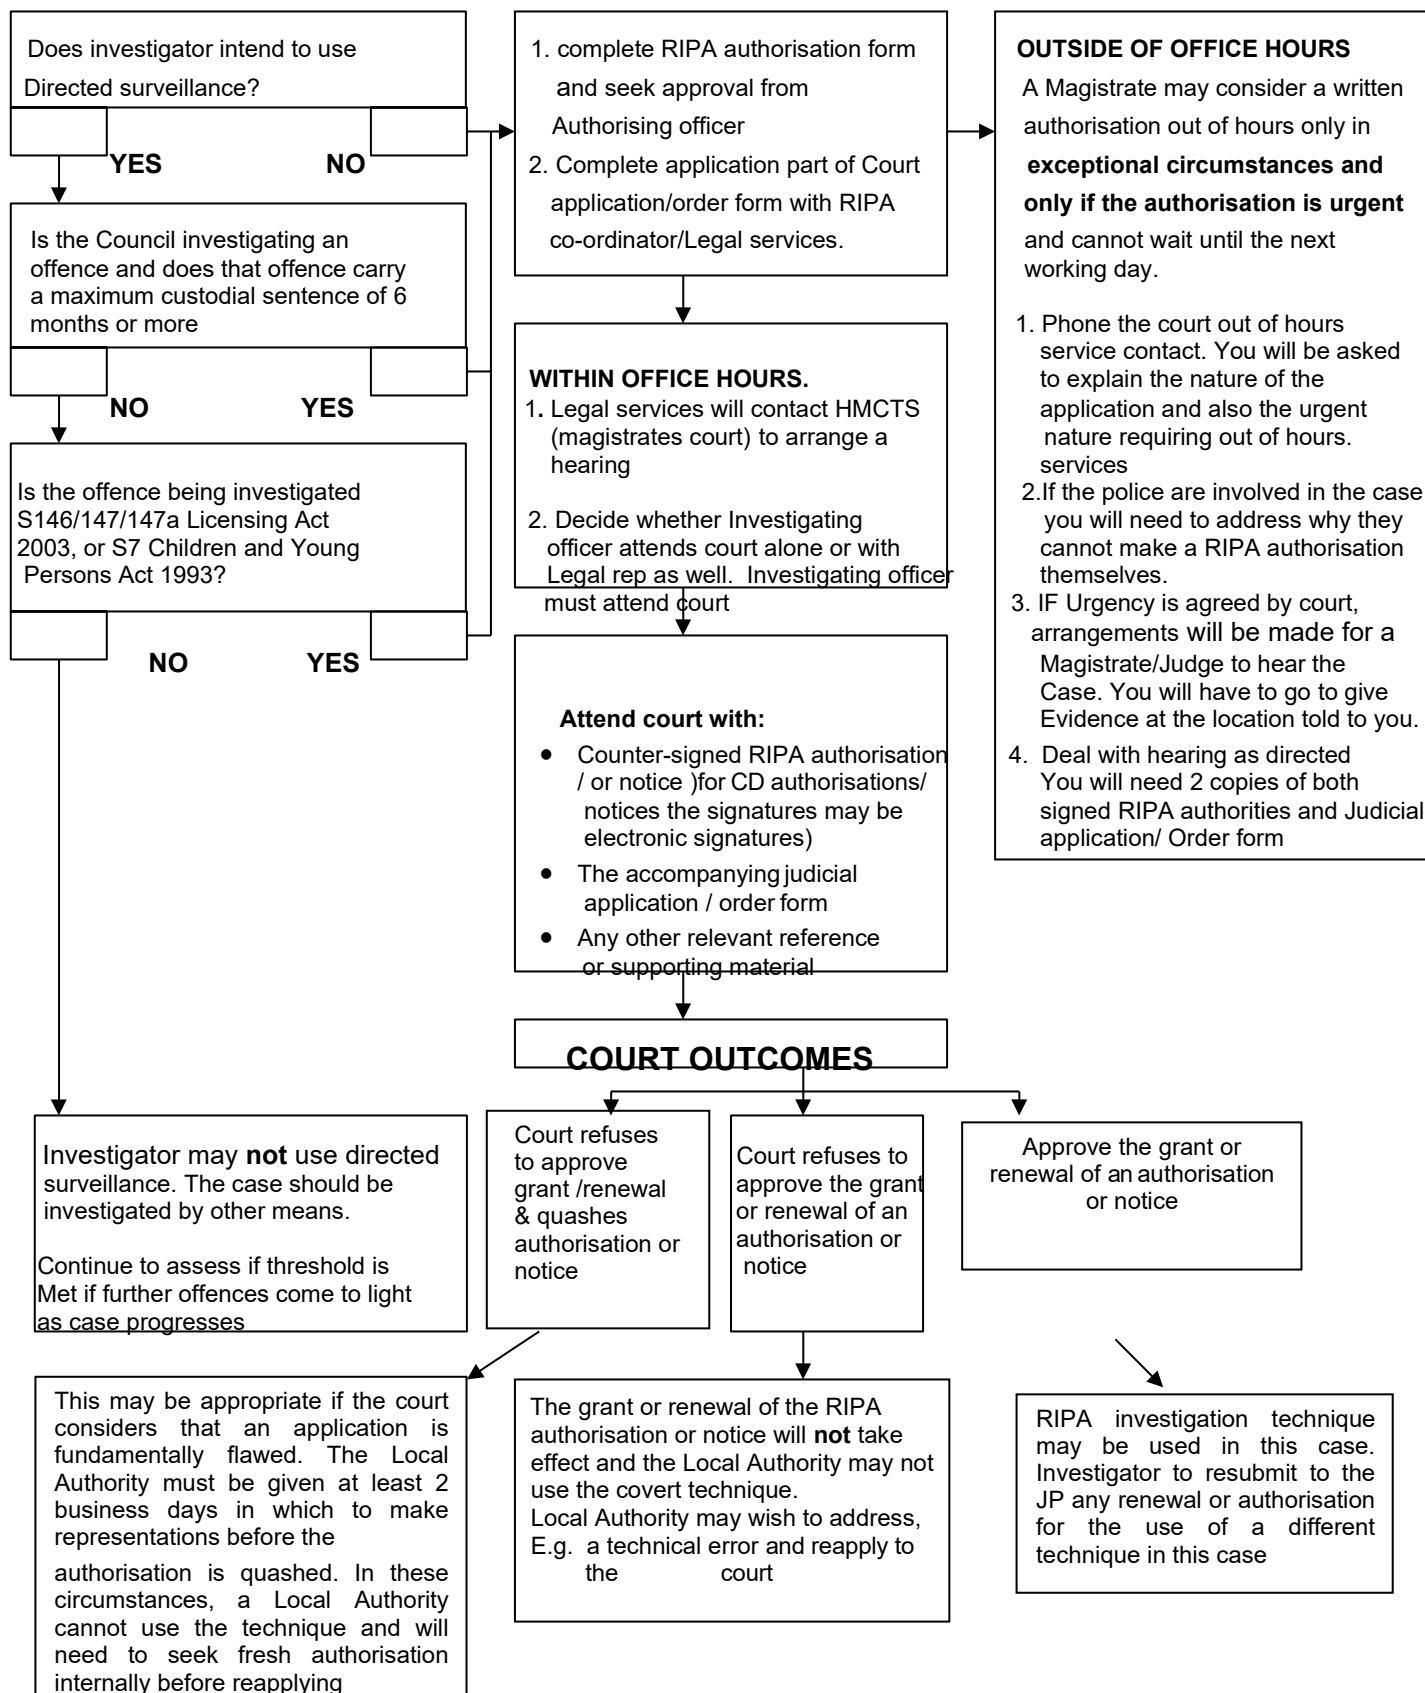 Does investigator intend to use
Directed surveillance?
YES NO
Is the Council investigating an
offence and does that offence carry
a maximum custodial sentence of 6
months or more
NO YES
Is the offence being investigated
S146/147/147a Licensing Act
2003, or S7 Children and Young
Persons Act 1993?
NO YES
1. complete RIPA authorisation form
and seek approval from
Authorising officer
2. Complete application part of Court
application/order form with RIPA
co-ordinator/Legal services.
WITHIN OFFICE HOURS.
1. Legal services will contact HMCTS
(magistrates court) to arrange a
hearing
2. Decide whether Investigating
officer attends court alone or with
Legal rep as well. Investigating officer
must attend court
Attend court with:
• Counter-signed RIPA authorisation
/ or notice )for CD authorisations/
notices the signatures may be
electronic signatures)
• The accompanying judicial
application / order form
• Any other relevant reference
or supporting material
OUTSIDE OF OFFICE HOURS
A Magistrate may consider a written
authorisation out of hours only in
exceptional circumstances and
only if the authorisation is urgent
and cannot wait until the next
working day.
1. Phone the court out of hours
service contact. You will be asked
to explain the nature of the
application and also the urgent
nature requiring out of hours.
services
2.If the police are involved in the case
you will need to address why they
cannot make a RIPA authorisation
themselves.
3. IF Urgency is agreed by court,
arrangements will be made for a
Magistrate/Judge to hear the
Case. You will have to go to give
Evidence at the location told to you.
4. Deal with hearing as directed
You will need 2 copies of both
signed RIPA authorities and Judicial
application/ Order form
COURT OUTCOMES
Investigator may not use directed
surveillance. The case should be
investigated by other means.
Continue to assess if threshold is
Met if further offences come to light
as case progresses
Court refuses
to approve
grant /renewal
& quashes
authorisation or
notice
Court refuses to
approve the grant
or renewal of an
authorisation or
notice
Approve the grant or
renewal of an authorisation
or notice
This may be appropriate if the court
considers that an application is
fundamentally flawed. The Local
Authority must be given at least 2
business days in which to make
representations before the
authorisation is quashed. In these
circumstances, a Local Authority
cannot use the technique and will
need to seek fresh authorisation
internally before reapplying
The grant or renewal of the RIPA
authorisation or notice will not take
effect and the Local Authority may not
use the covert technique.
Local Authority may wish to address,
E.g. a technical error and reapply to
the court
RIPA investigation technique
may be used in this case.
Investigator to resubmit to the
JP any renewal or authorisation
for the use of a different
technique in this case